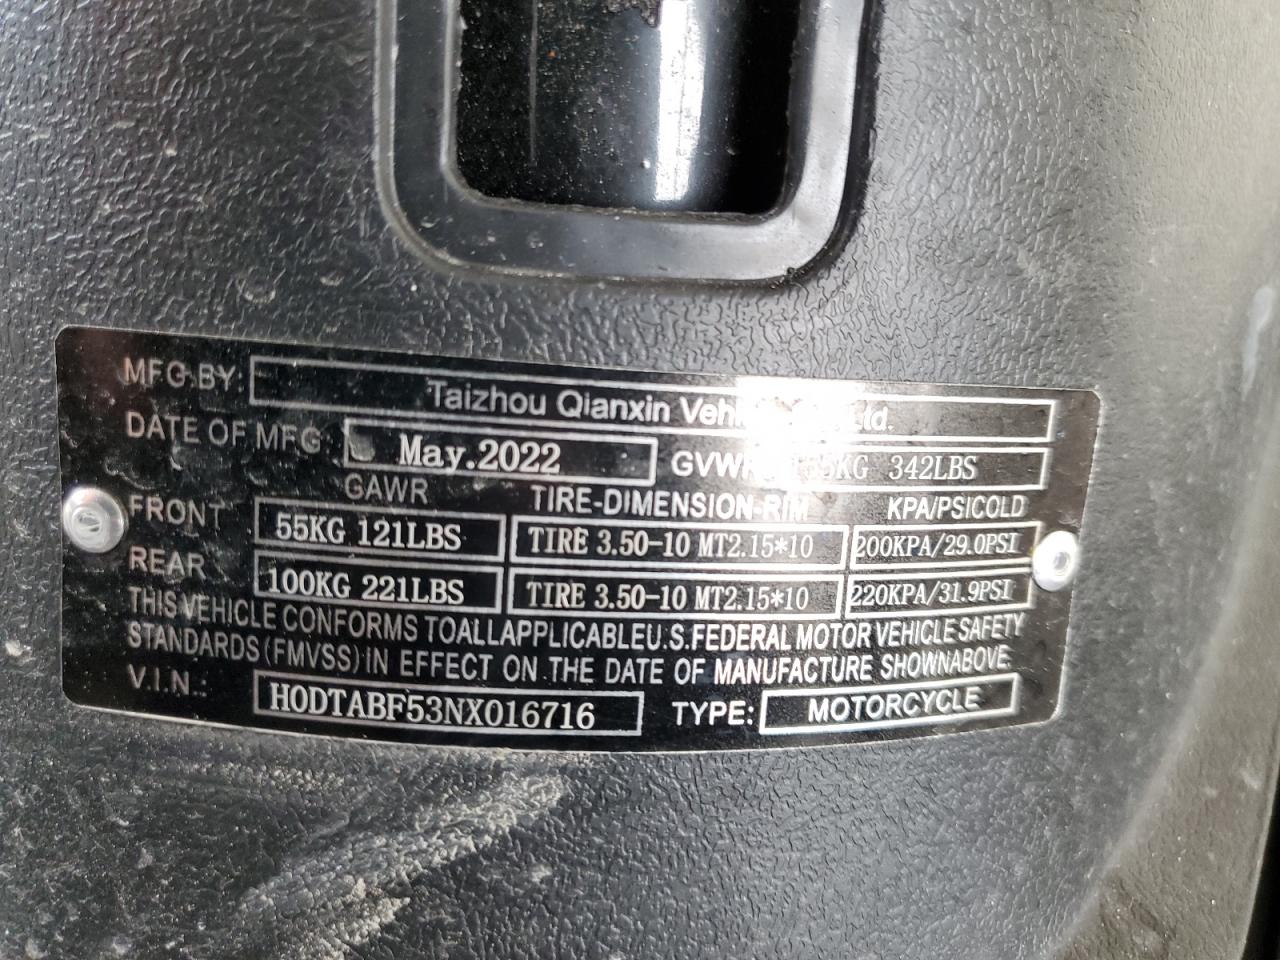 MFG BY: Taizhou Qianxin Ltd.
DATE OF MFG May.2022 342LBS
GAWR TIRE-DIMENSION-RIM KPA/PSICOLD
FRONT 55KG 121LBS TIRE 3.50-10 MT2.15*10 200KPA/29.0PSI
REAR 100KG 221LBS TIRE 3.50-10 MT2.15*10 220KPA/31.9PSI
THIS VEHICLE CONFORMS TOALLAPPLICABLEU.S.FEDERAL MOTOR VEHICLE SAFETY
STANDARDS(FMVSS)IN EFFECT ON THE DATE OF MANUFACTURE SHOWNABOVE
V.I.N.: H0DTABF53NX016716 TYPE: MOTORCYCLE